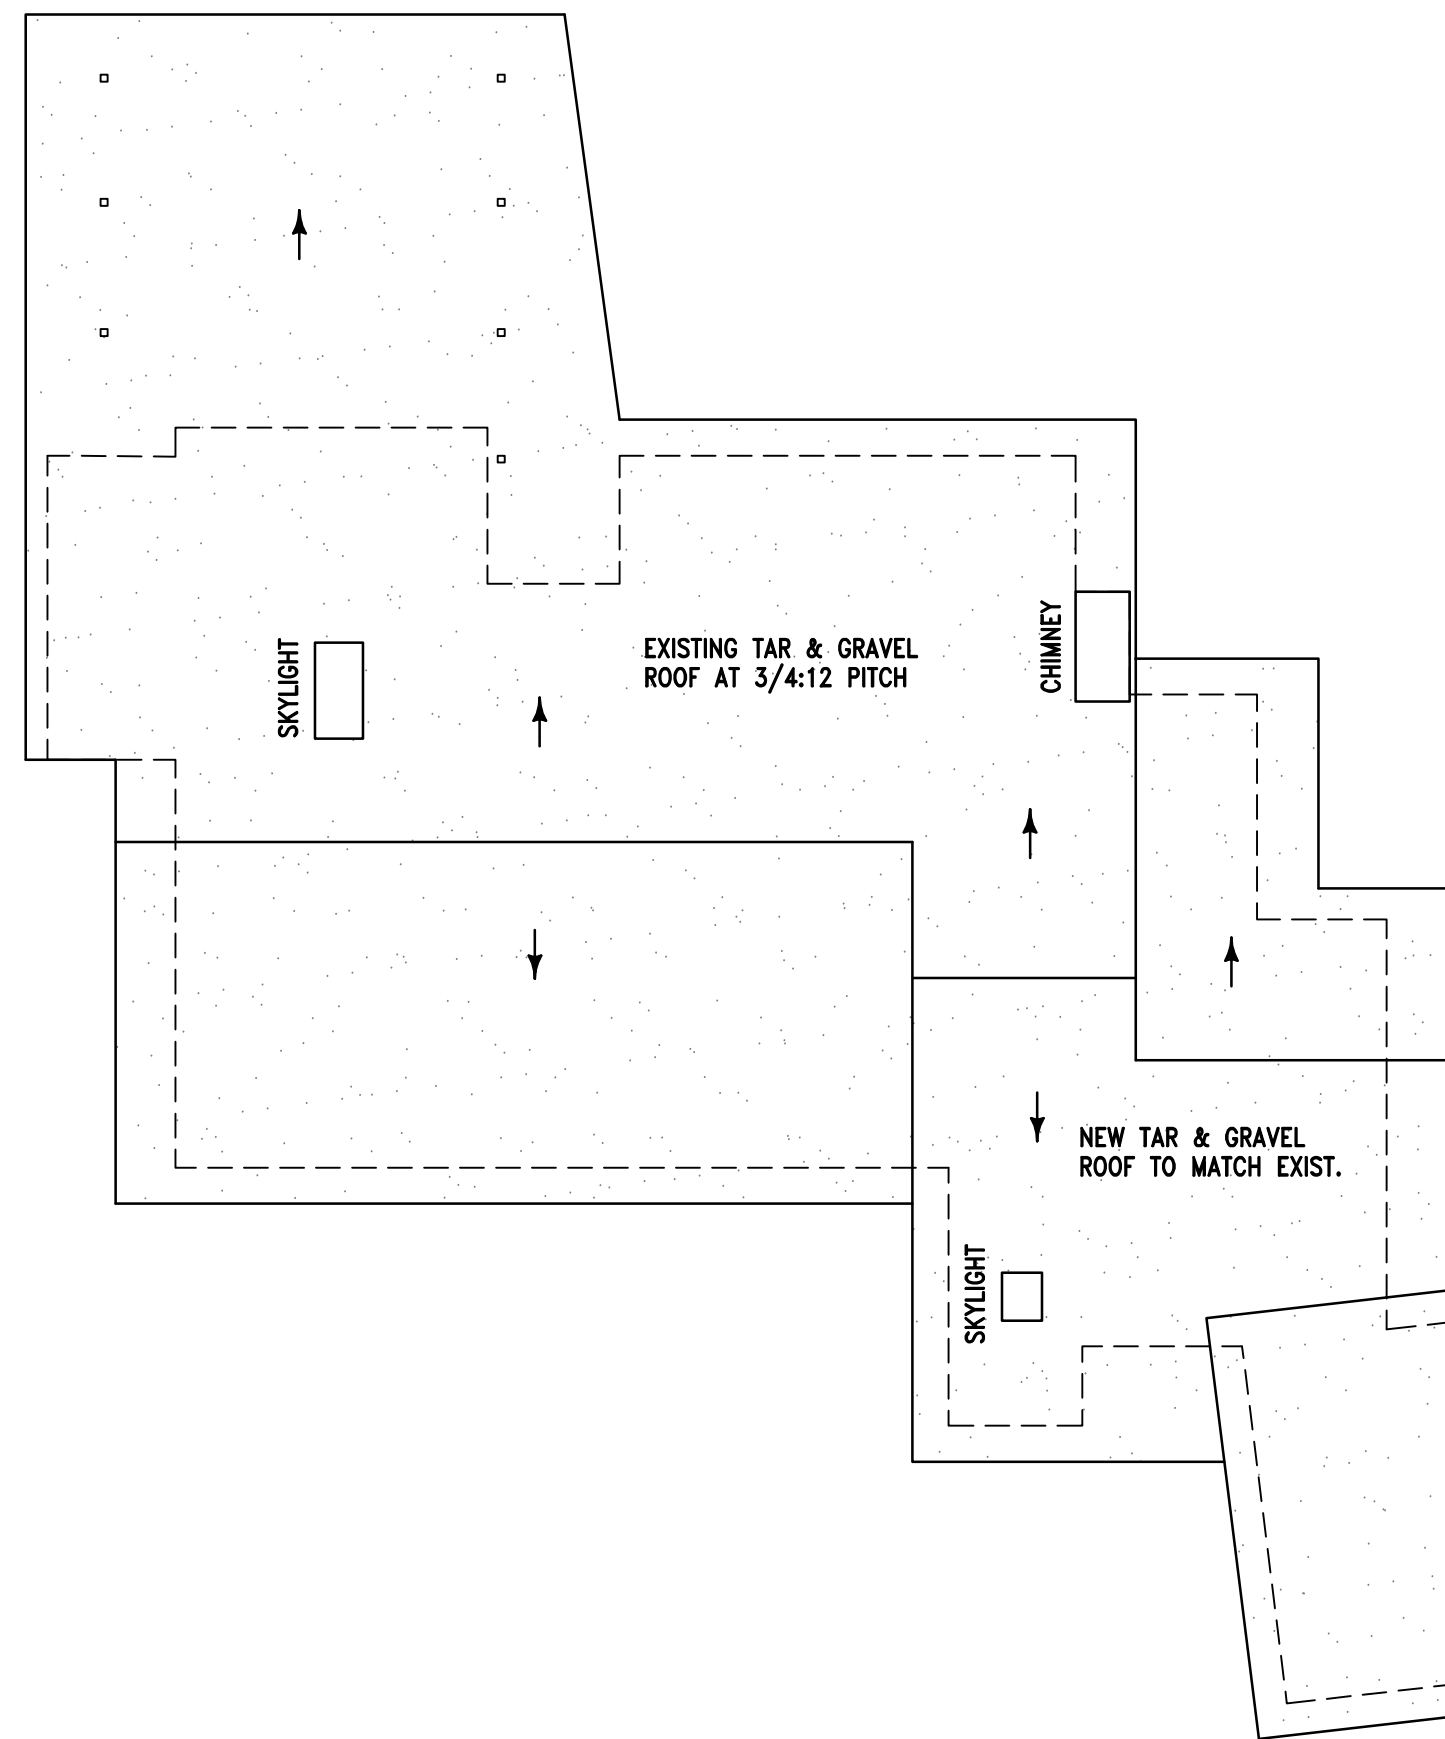 EXISTING TAR & GRAVEL
ROOF AT 3/4:12 PITCH
CHIMNEY
SKYLIGHT
NEW TAR & GRAVEL
ROOF TO MATCH EXIST.
SKYLIGHT